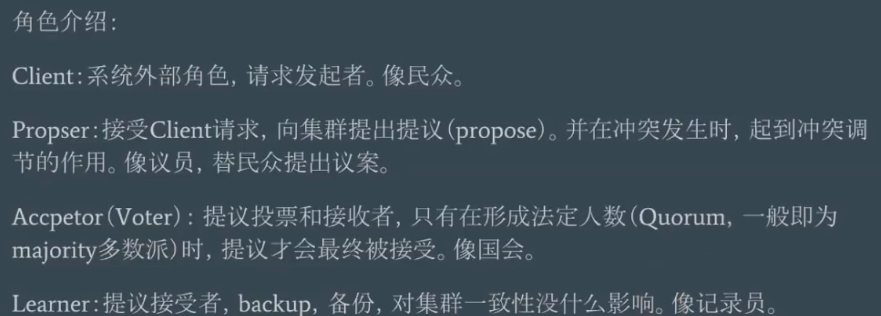 角色介绍：
Client：系统外部角色，请求发起者。像民众。
Propser：接受Client请求，向集群提出提议（propose）。并在冲突发生时，起到冲突调
节的作用。像议员，替民众提出议案。
Accpetor（Voter）：提议投票和接收者，只有在形成法定人数（Quorum，一般即为
majority多数派）时，提议才会最终被接受。像国会。
Learner：提议接受者，backup，备份，对集群一致性没什么影响。像记录员。